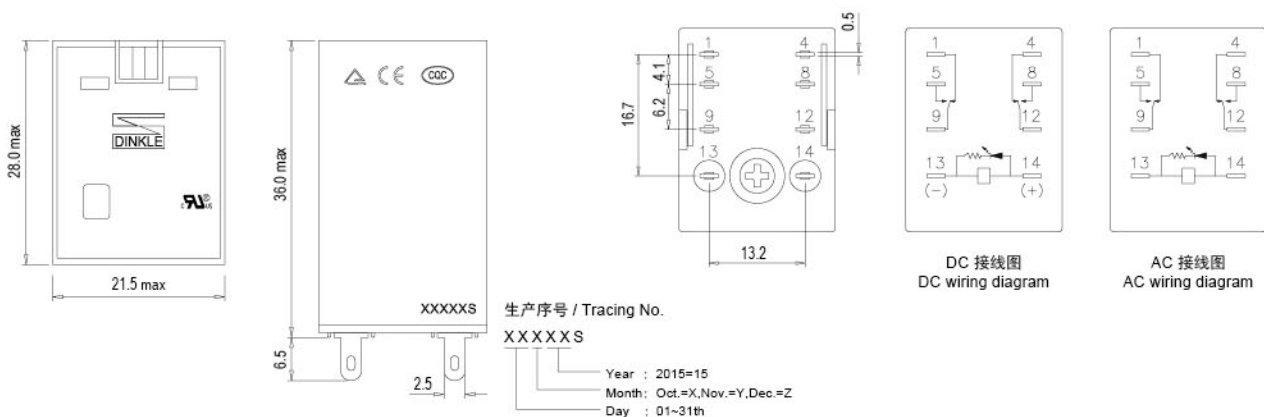 28.0 max
21.5 max
DINKLE
c RU US
36.0 max
CE
CQC
XXXXXS
6.5
2.5
生产序号 / Tracing No.
XXXXXS
Year : 2015=15
Month: Oct.=X,Nov.=Y,Dec.=Z
Day : 01~31th
0.5
1 4
5 8
9 12
13 14
4.1
6.2
16.7
13.2
1 4
5 8
9 12
13 14
(-) (+)
DC 接线图
DC wiring diagram
1 4
5 8
9 12
13 14
AC 接线图
AC wiring diagram